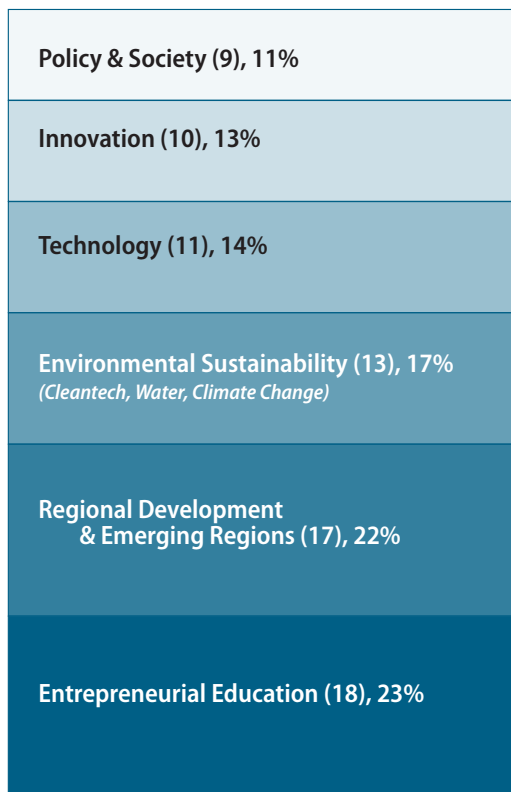 Policy & Society (9), 11%
Innovation (10), 13%
Technology (11), 14%
Environmental Sustainability (13), 17%
(Cleantech, Water, Climate Change)
Regional Development
& Emerging Regions (17), 22%
Entrepreneurial Education (18), 23%